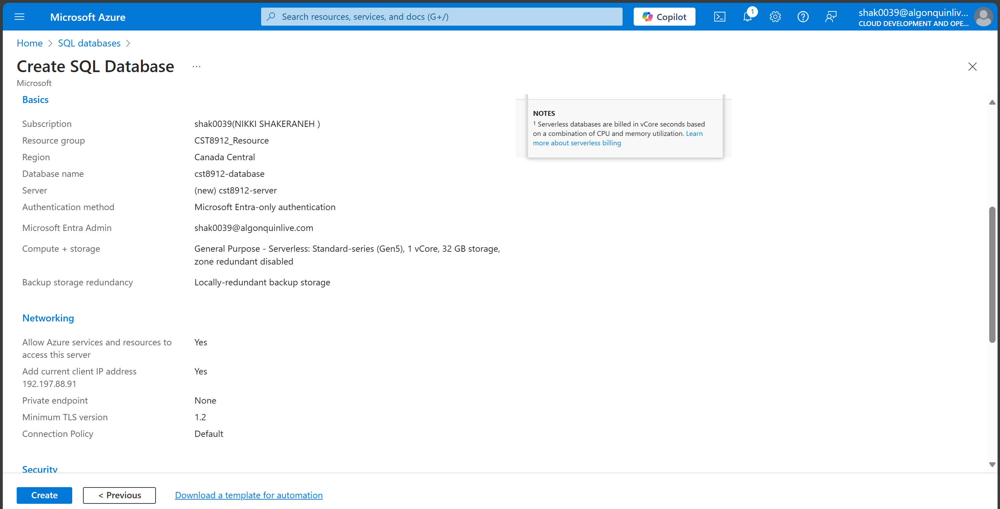 Microsoft Azure
Search resources, services, and docs (G+/)
Copilot
1
shak0039@algonquinliv...
CLOUD DEVELOPMENT AND OPE...
Home > SQL databases >
Create SQL Database ...
Microsoft
Basics
Subscription shak0039(NIKKI SHAKERANEH )
Resource group CST8912_Resource
Region Canada Central
Database name cst8912-database
Server (new) cst8912-server
Authentication method Microsoft Entra-only authentication
Microsoft Entra Admin shak0039@algonquinlive.com
Compute + storage General Purpose - Serverless: Standard-series (Gen5), 1 vCore, 32 GB storage,
zone redundant disabled
Backup storage redundancy Locally-redundant backup storage
NOTES
1 Serverless databases are billed in vCore seconds based
on a combination of CPU and memory utilization. Learn
more about serverless billing
Networking
Allow Azure services and resources to Yes
access this server
Add current client IP address Yes
192.197.88.91
Private endpoint None
Minimum TLS version 1.2
Connection Policy Default
Security
Create
< Previous
Download a template for automation